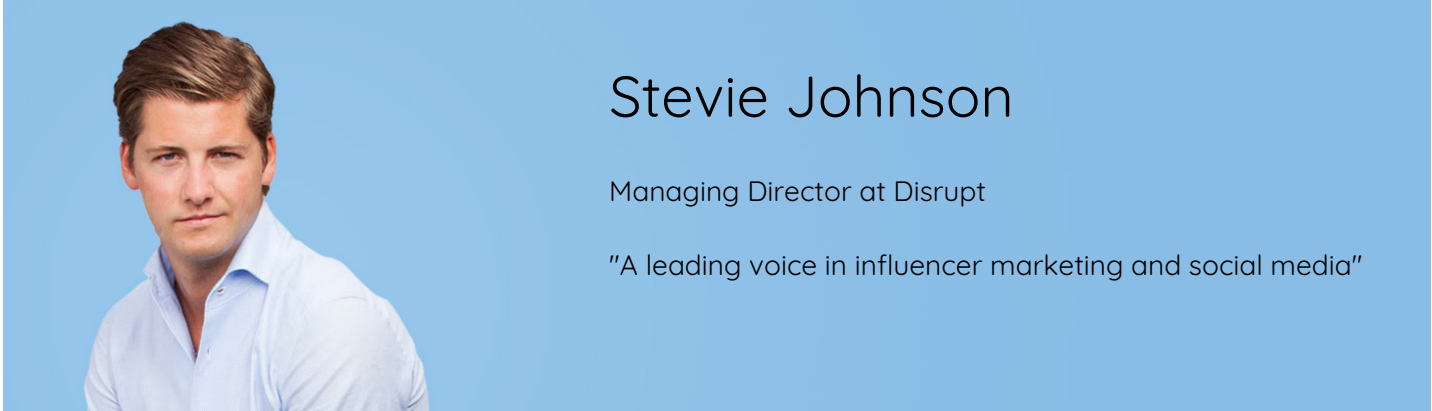 Stevie Johnson
Managing Director at Disrupt
"A leading voice in influencer marketing and social media"